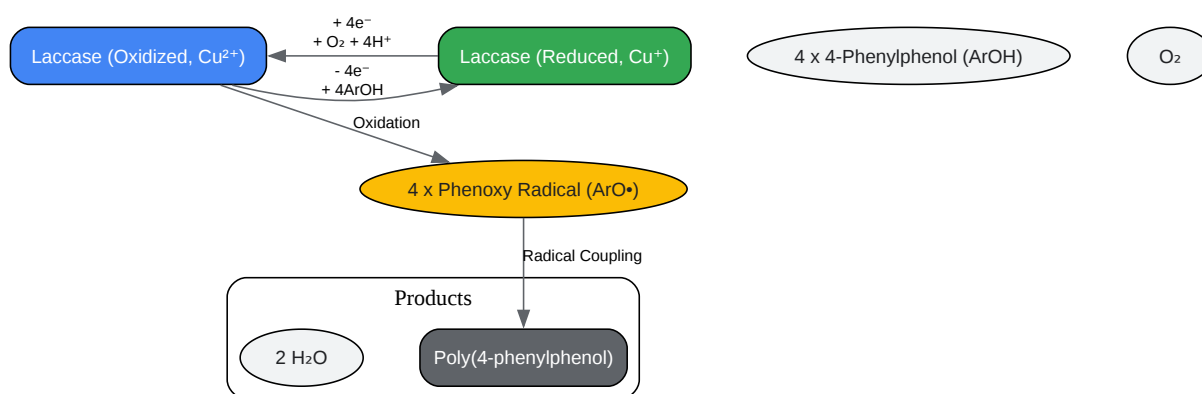 + 4e⁻
+ O₂ + 4H⁺
Laccase (Oxidized, Cu²⁺)
Laccase (Reduced, Cu⁺)
4 x 4-Phenylphenol (ArOH)
O₂
- 4e⁻
+ 4ArOH
Oxidation
4 x Phenoxy Radical (ArO•)
Radical Coupling
Products
2 H₂O
Poly(4-phenylphenol)